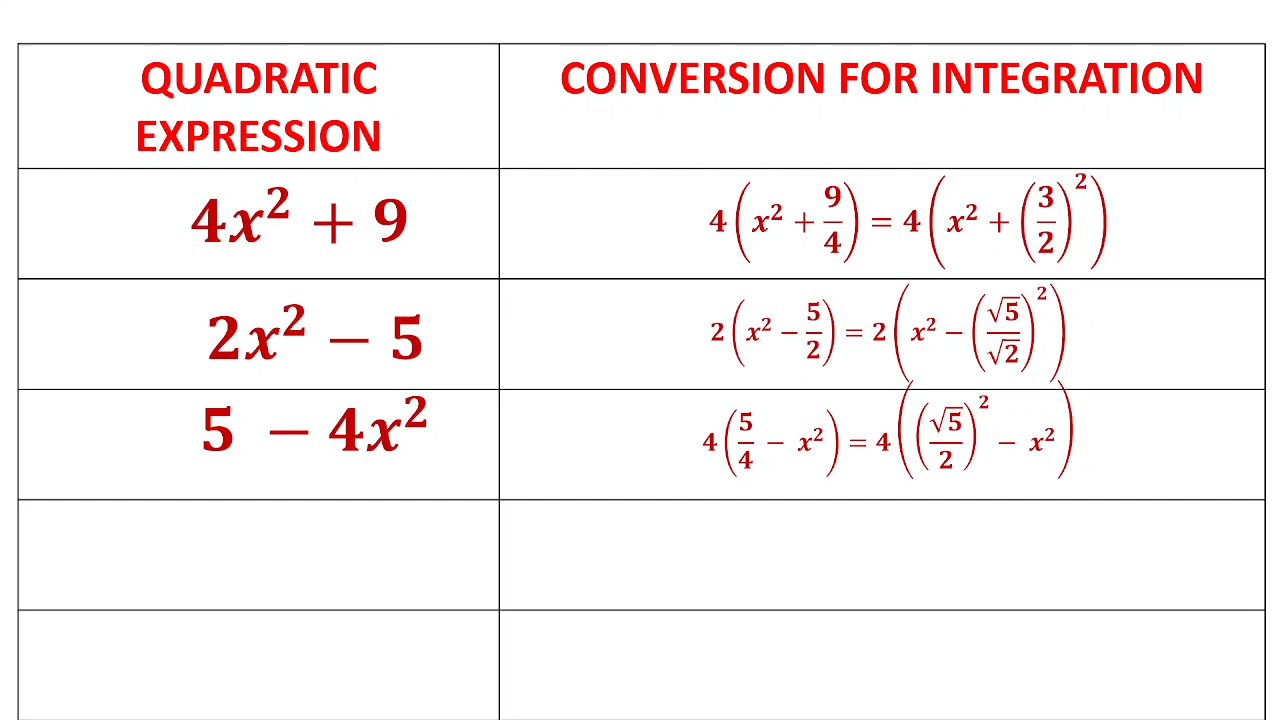 QUADRATIC
EXPRESSION
CONVERSION FOR INTEGRATION
4x² + 9
4(x² + 9/4) = 4(x² + (3/2)²)
2x² − 5
2(x² − 5/2) = 2(x² − (√5/√2)²)
5 − 4x²
4(5/4 − x²) = 4((√5/2)² − x²)